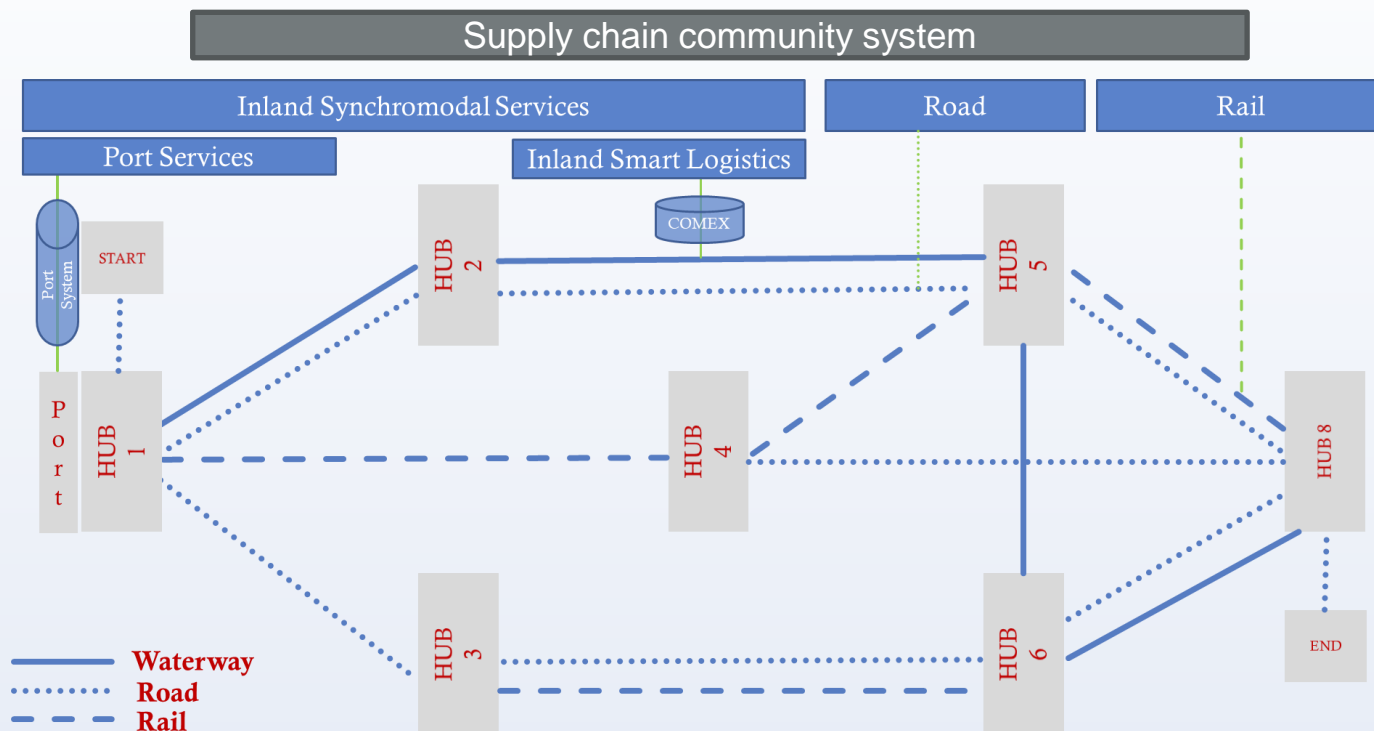 Supply chain community system
Inland Synchromodal Services
Road
Rail
Port Services
Inland Smart Logistics
Port
System
START
COMEX
HUB
2
HUB
5
Port
HUB
1
HUB
4
HUB 8
HUB
3
HUB
6
END
Waterway
Road
Rail